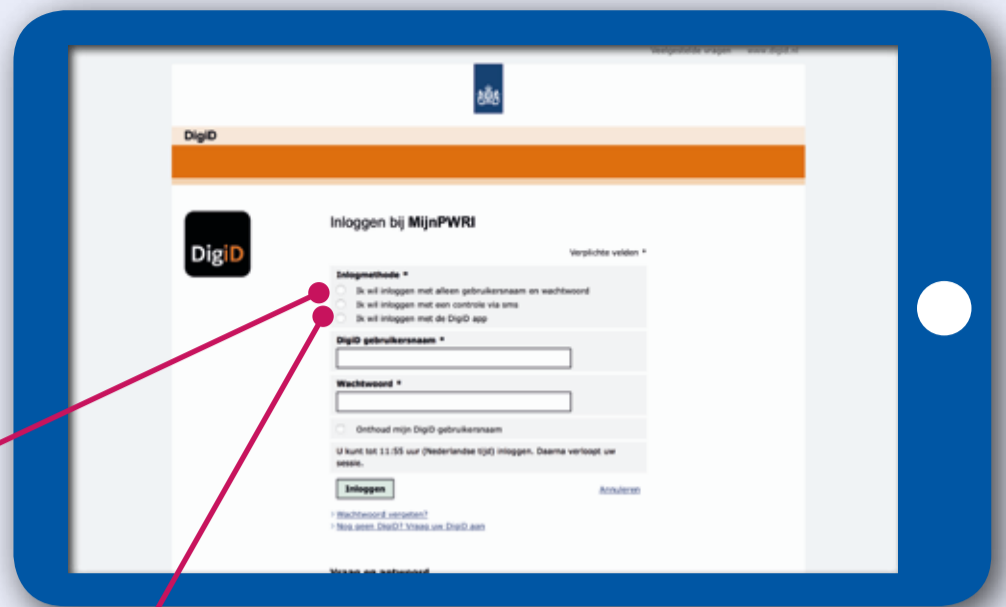 Veelgestelde vragen www.digid.nl
DigiD
DigiD
Inloggen bij MijnPWRI
Verplichte velden *
Inlogmethode *
Ik wil inloggen met alleen gebruikersnaam en wachtwoord
Ik wil inloggen met een controle via sms
Ik wil inloggen met de DigiD app
DigiD gebruikersnaam *
Wachtwoord *
Onthoud mijn DigiD gebruikersnaam
U kunt tot 11:55 uur (Nederlandse tijd) inloggen. Daarna verloopt uw
sessie.
Inloggen Annuleren
› Wachtwoord vergeten?
› Nog geen DigiD? Vraag uw DigiD aan
Vraag en antwoord